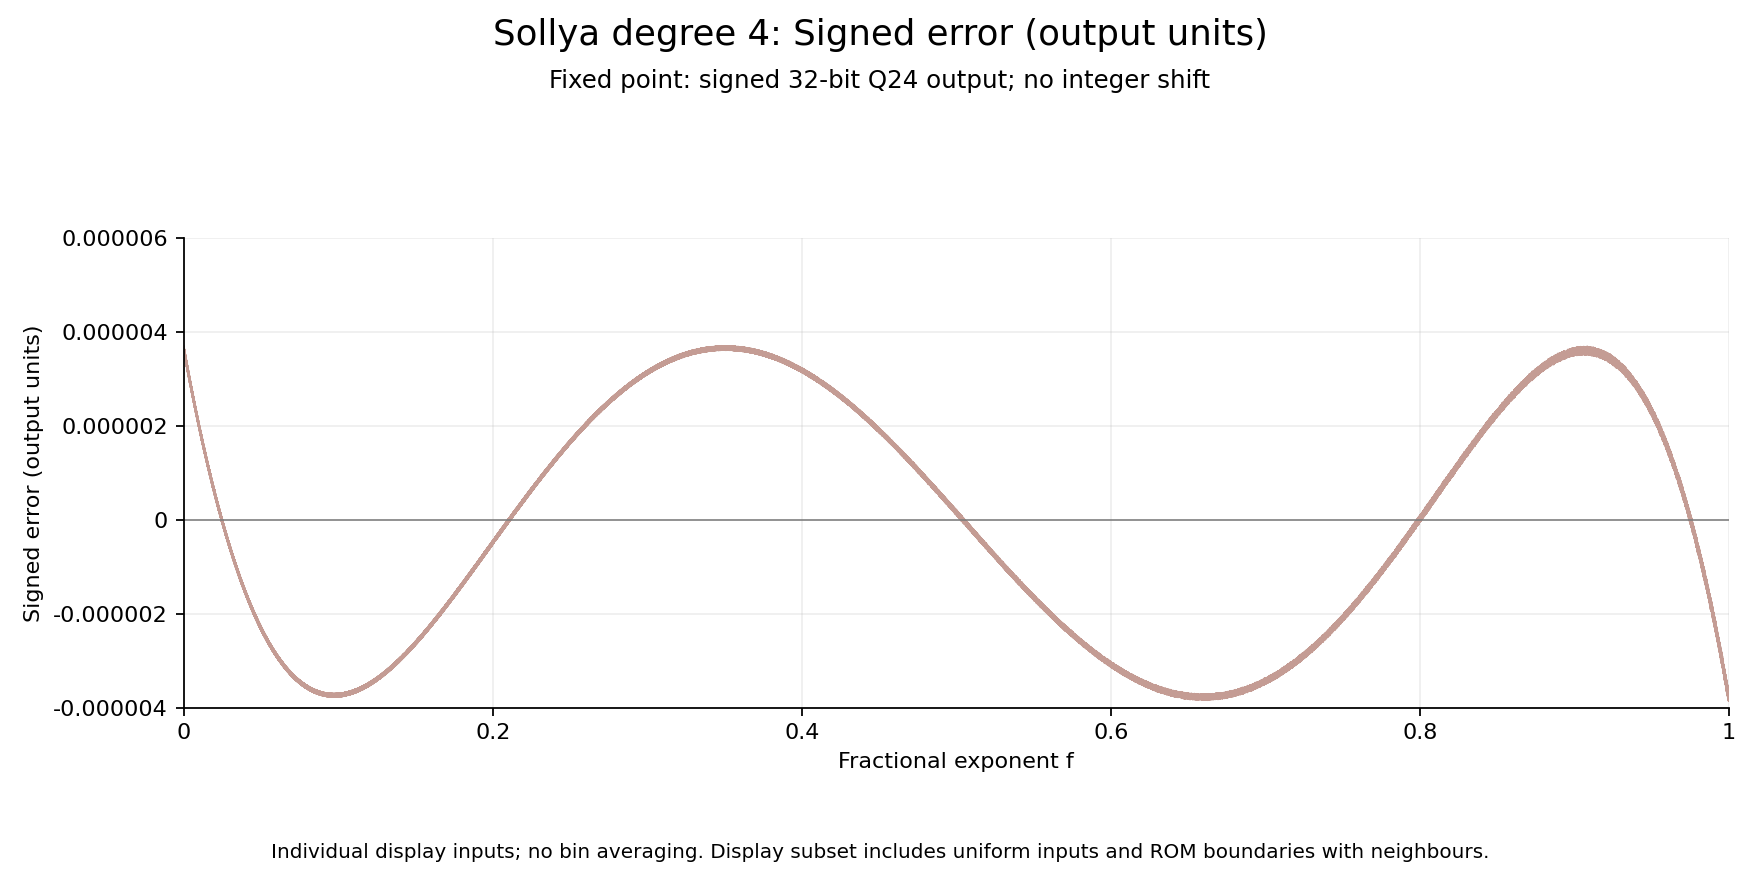 Sollya degree 4: Signed error (output units)
Fixed point: signed 32-bit Q24 output; no integer shift
0.000006
0.000004
0.000002
0
-0.000002
-0.000004
Signed error (output units)
0
0.2
0.4
0.6
0.8
1
Fractional exponent f
Individual display inputs; no bin averaging. Display subset includes uniform inputs and ROM boundaries with neighbours.